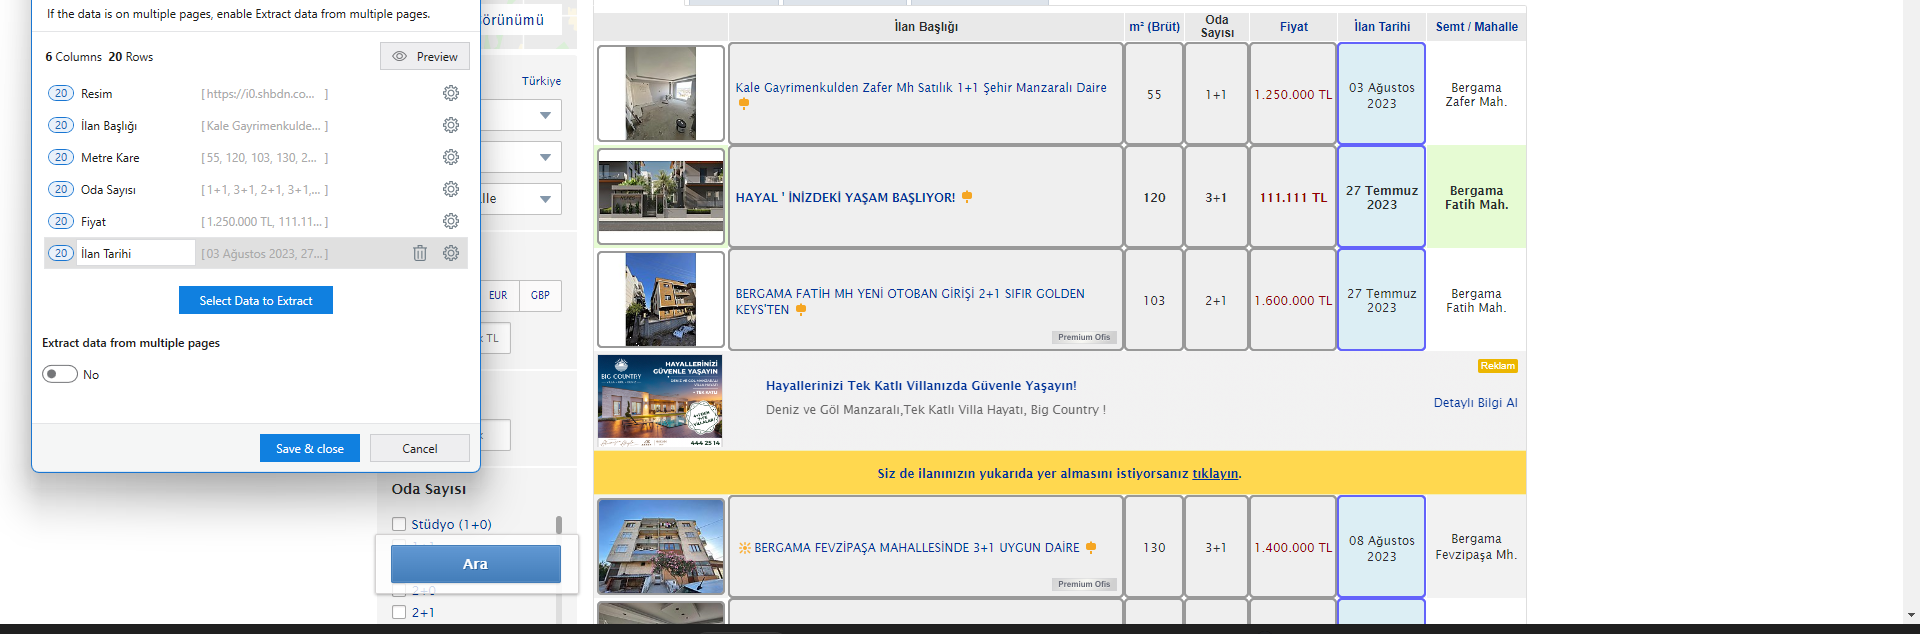 If the data is on multiple pages, enable Extract data from multiple pages.
6 Columns 20 Rows
Preview
20 Resim [https://i0.shbdn.co... ]
20 İlan Başlığı [Kale Gayrimenkulde... ]
20 Metre Kare [55, 120, 103, 130, 2... ]
20 Oda Sayısı [1+1, 3+1, 2+1, 3+1,... ]
20 Fiyat [1.250.000 TL, 111.11... ]
20 İlan Tarihi [03 Ağustos 2023, 27... ]
Select Data to Extract
Extract data from multiple pages
No
Save & close
Cancel
örünümü
Türkiye
lle
EUR
GBP
TL
Oda Sayısı
Stüdyo (1+0)
Ara
2+0
2+1
İlan Başlığı
m² (Brüt)
Oda
Sayısı
Fiyat
İlan Tarihi
Semt / Mahalle
Kale Gayrimenkulden Zafer Mh Satılık 1+1 Şehir Manzaralı Daire
55
1+1
1.250.000 TL
03 Ağustos
2023
Bergama
Zafer Mah.
HAYAL ' İNİZDEKİ YAŞAM BAŞLIYOR!
120
3+1
111.111 TL
27 Temmuz
2023
Bergama
Fatih Mah.
BERGAMA FATİH MH YENİ OTOBAN GİRİŞİ 2+1 SIFIR GOLDEN
KEYS'TEN
Premium Ofis
103
2+1
1.600.000 TL
27 Temmuz
2023
Bergama
Fatih Mah.
BIG COUNTRY
HAYALLERİNİZİ
GÜVENLE YAŞAYIN
444 25 14
Hayallerinizi Tek Katlı Villanızda Güvenle Yaşayın!
Deniz ve Göl Manzaralı,Tek Katlı Villa Hayatı, Big Country !
Reklam
Detaylı Bilgi Al
Siz de ilanınızın yukarıda yer almasını istiyorsanız tıklayın.
BERGAMA FEVZİPAŞA MAHALLESİNDE 3+1 UYGUN DAİRE
Premium Ofis
130
3+1
1.400.000 TL
08 Ağustos
2023
Bergama
Fevzipaşa Mh.